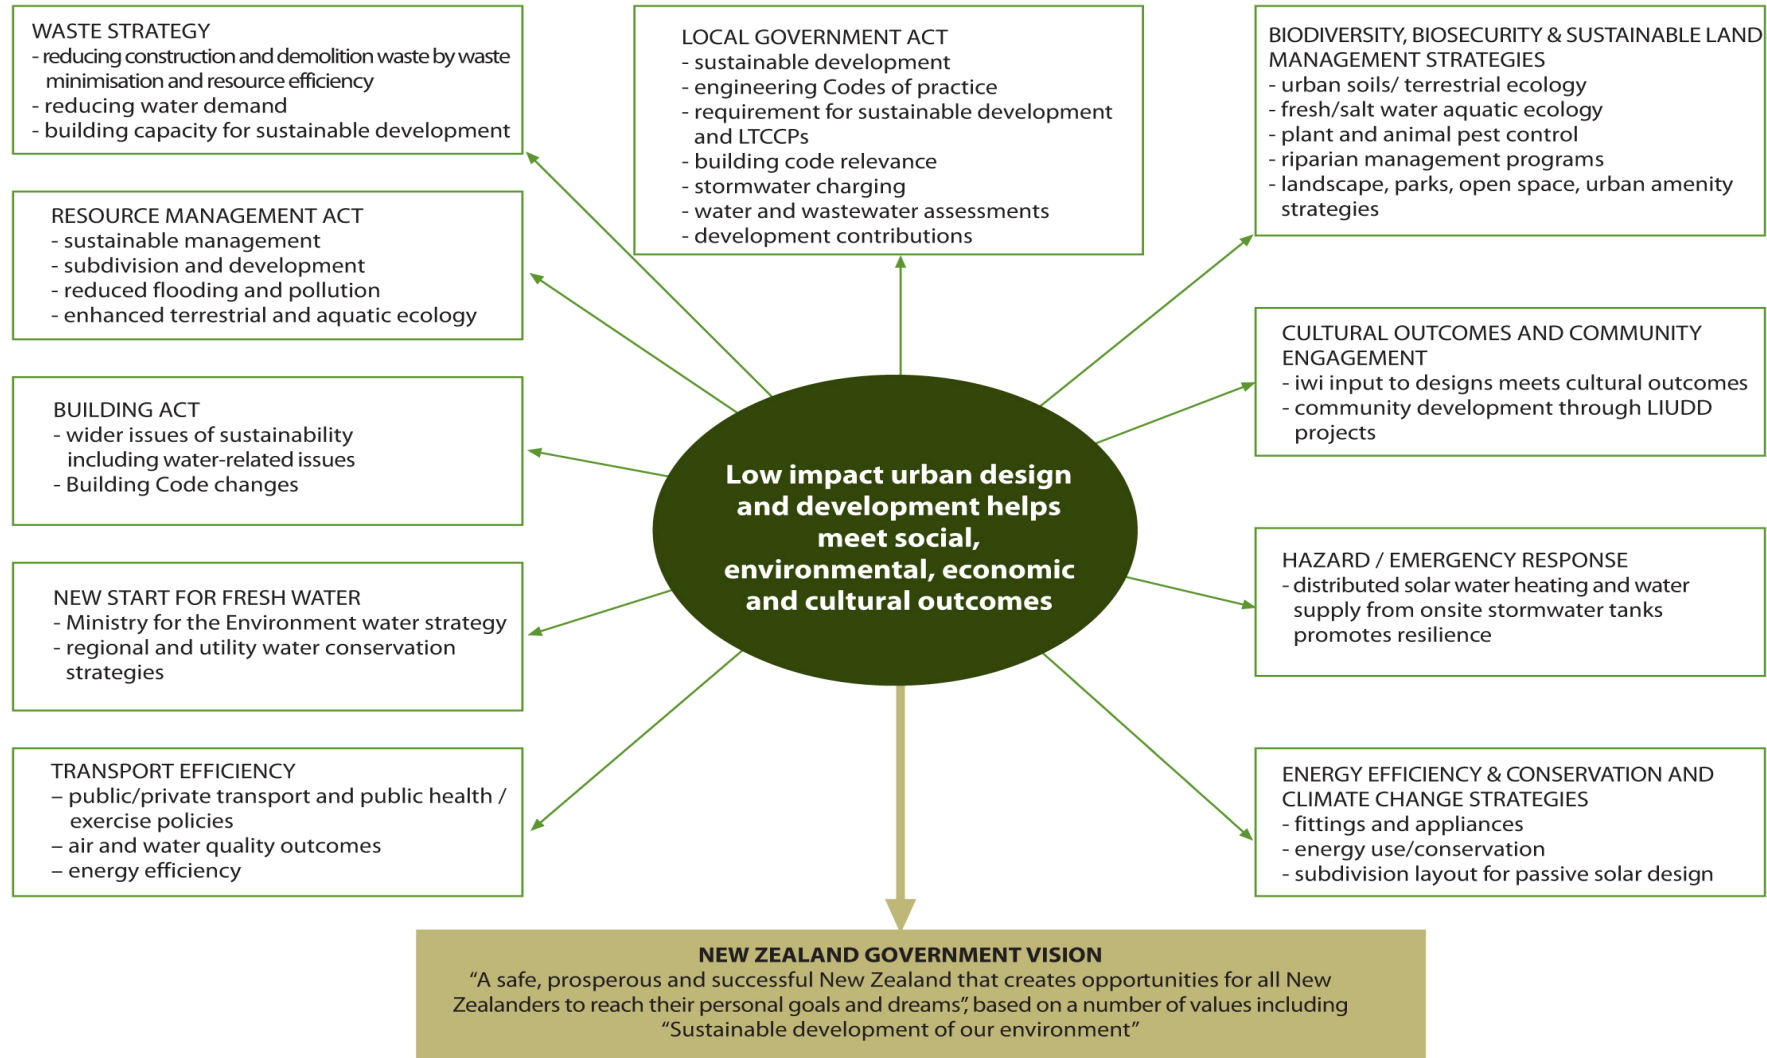 WASTE STRATEGY
- reducing construction and demolition waste by waste
minimisation and resource efficiency
- reducing water demand
- building capacity for sustainable development
RESOURCE MANAGEMENT ACT
- sustainable management
- subdivision and development
- reduced flooding and pollution
- enhanced terrestrial and aquatic ecology
BUILDING ACT
- wider issues of sustainability
including water-related issues
- Building Code changes
NEW START FOR FRESH WATER
- Ministry for the Environment water strategy
- regional and utility water conservation
strategies
TRANSPORT EFFICIENCY
– public/private transport and public health /
exercise policies
– air and water quality outcomes
– energy efficiency
LOCAL GOVERNMENT ACT
- sustainable development
- engineering Codes of practice
- requirement for sustainable development
and LTCCPs
- building code relevance
- stormwater charging
- water and wastewater assessments
- development contributions
Low impact urban design
and development helps
meet social,
environmental, economic
and cultural outcomes
BIODIVERSITY, BIOSECURITY & SUSTAINABLE LAND
MANAGEMENT STRATEGIES
- urban soils/ terrestrial ecology
- fresh/salt water aquatic ecology
- plant and animal pest control
- riparian management programs
- landscape, parks, open space, urban amenity
strategies
CULTURAL OUTCOMES AND COMMUNITY
ENGAGEMENT
- iwi input to designs meets cultural outcomes
- community development through LIUDD
projects
HAZARD / EMERGENCY RESPONSE
- distributed solar water heating and water
supply from onsite stormwater tanks
promotes resilience
ENERGY EFFICIENCY & CONSERVATION AND
CLIMATE CHANGE STRATEGIES
- fittings and appliances
- energy use/conservation
- subdivision layout for passive solar design
NEW ZEALAND GOVERNMENT VISION
“A safe, prosperous and successful New Zealand that creates opportunities for all New
Zealanders to reach their personal goals and dreams”, based on a number of values including
“Sustainable development of our environment”